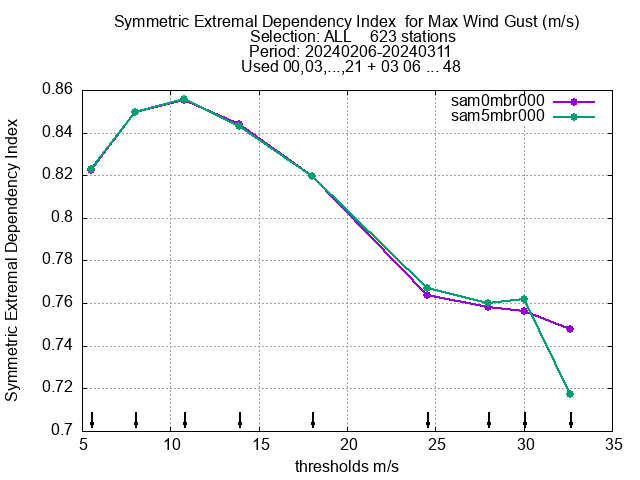 Symmetric Extremal Dependency Index  for Max Wind Gust (m/s)
Selection: ALL    623 stations
Period: 20240206-20240311
Used 00,03,...,21 + 03 06 ... 48
sam0mbr000
sam5mbr000
Symmetric Extremal Dependency Index
0.86
0.84
0.82
0.8
0.78
0.76
0.74
0.72
0.7
5 10 15 20 25 30 35
thresholds m/s